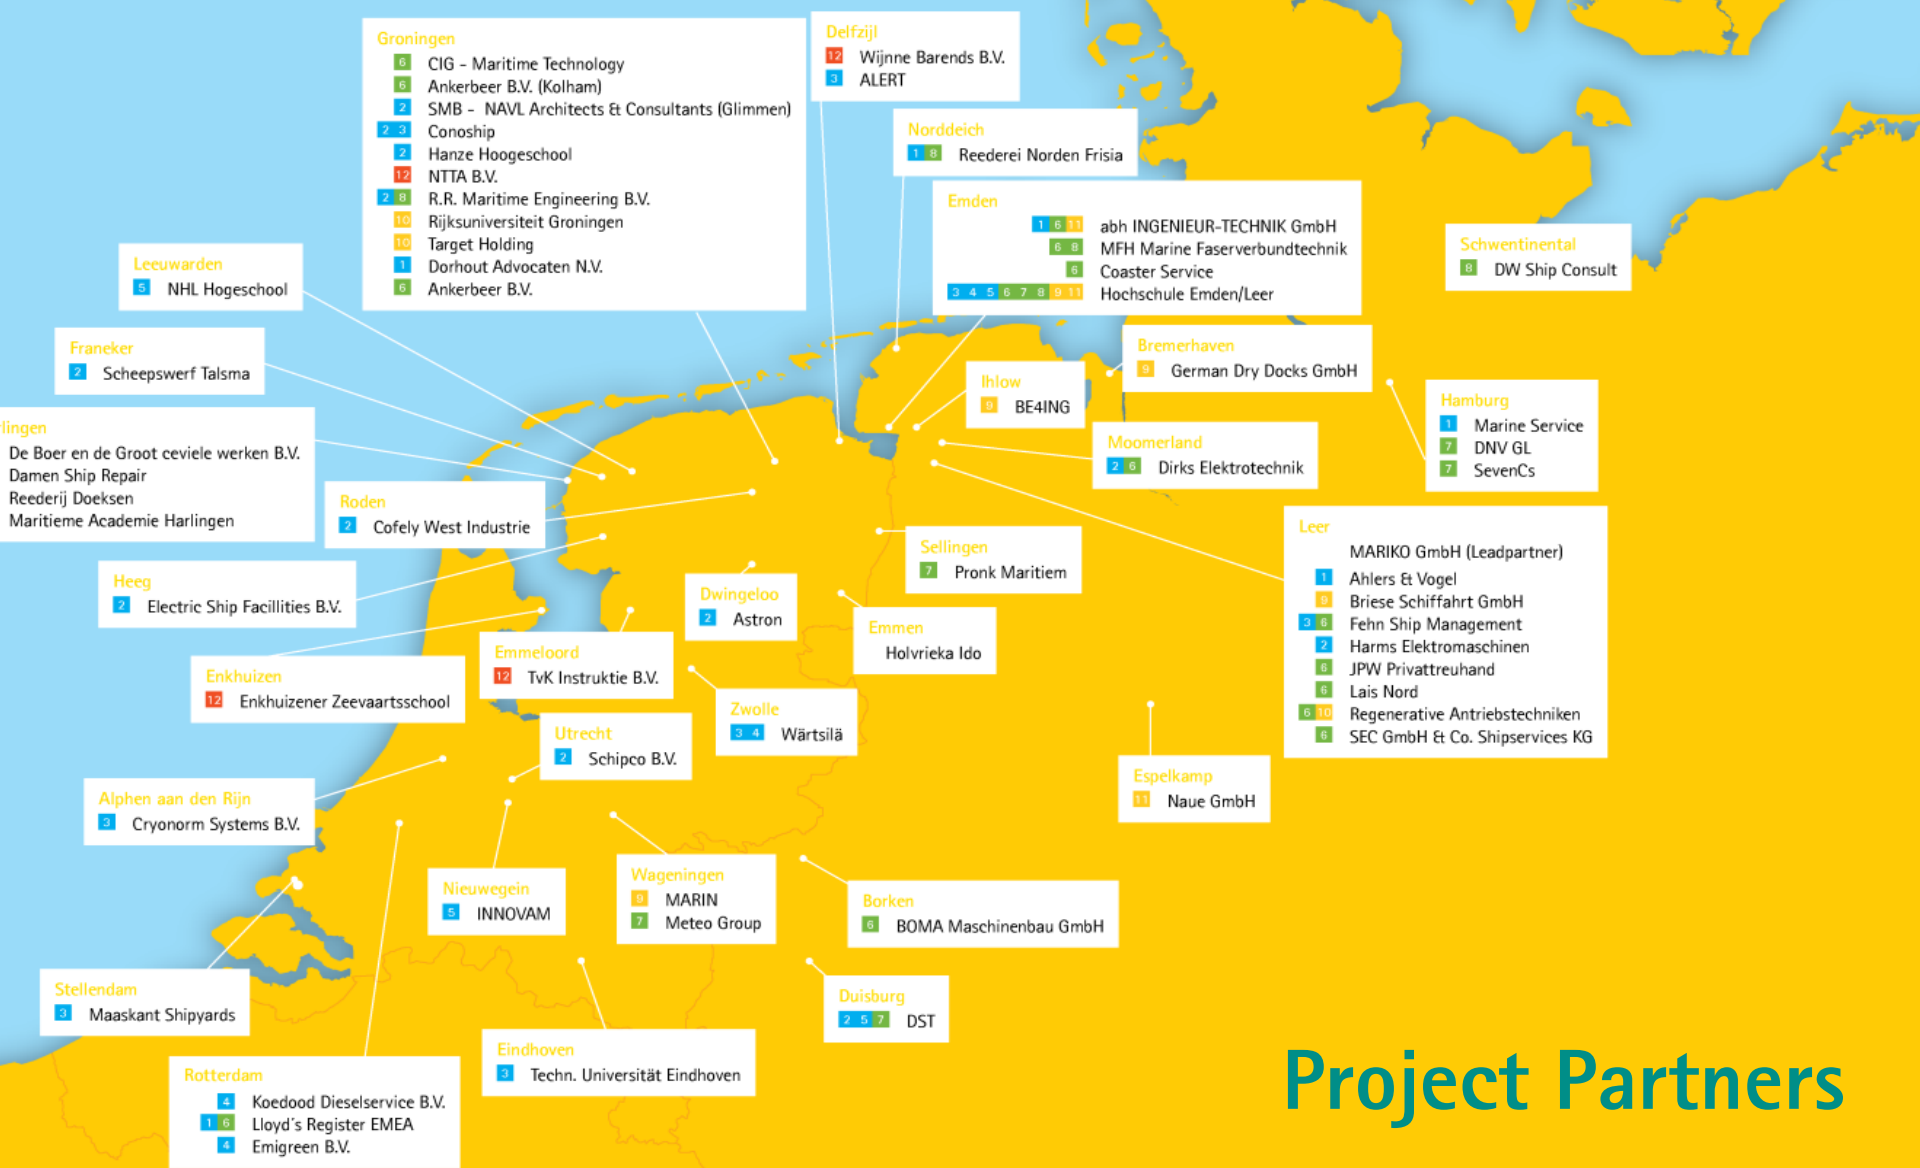 Groningen
6 CIG - Maritime Technology
6 Ankerbeer B.V. (Kolham)
2 SMB - NAVL Architects & Consultants (Glimmen)
2 3 Conoship
2 Hanze Hoogeschool
12 NTTA B.V.
2 8 R.R. Maritime Engineering B.V.
10 Rijksuniversiteit Groningen
10 Target Holding
1 Dorhout Advocaten N.V.
6 Ankerbeer B.V.
Delfzijl
12 Wijnne Barends B.V.
3 ALERT
Norddeich
1 8 Reederei Norden Frisia
Emden
1 6 11 abh INGENIEUR-TECHNIK GmbH
6 8 MFH Marine Faserverbundtechnik
6 Coaster Service
3 4 5 6 7 8 9 11 Hochschule Emden/Leer
Schwentinental
8 DW Ship Consult
Leeuwarden
5 NHL Hogeschool
Franeker
2 Scheepswerf Talsma
rlingen
De Boer en de Groot ceviele werken B.V.
Damen Ship Repair
Reederij Doeksen
Maritieme Academie Harlingen
Bremerhaven
9 German Dry Docks GmbH
Ihlow
9 BE4ING
Hamburg
1 Marine Service
7 DNV GL
7 SevenCs
Moomerland
2 6 Dirks Elektrotechnik
Roden
2 Cofely West Industrie
Leer
MARIKO GmbH (Leadpartner)
1 Ahlers & Vogel
9 Briese Schiffahrt GmbH
3 6 Fehn Ship Management
2 Harms Elektromaschinen
6 JPW Privattreuhand
6 Lais Nord
6 10 Regenerative Antriebstechniken
6 SEC GmbH & Co. Shipservices KG
Sellingen
7 Pronk Maritiem
Heeg
2 Electric Ship Facillities B.V.
Dwingeloo
2 Astron
Emmen
Holvrieka Ido
Enkhuizen
12 Enkhuizener Zeevaartsschool
Emmeloord
12 TvK Instruktie B.V.
Zwolle
3 4 Wärtsilä
Utrecht
2 Schipco B.V.
Espelkamp
11 Naue GmbH
Alphen aan den Rijn
3 Cryonorm Systems B.V.
Nieuwegein
5 INNOVAM
Wageningen
9 MARIN
7 Meteo Group
Borken
6 BOMA Maschinenbau GmbH
Stellendam
3 Maaskant Shipyards
Duisburg
2 5 7 DST
Eindhoven
3 Techn. Universität Eindhoven
Rotterdam
4 Koedood Dieselservice B.V.
1 6 Lloyd´s Register EMEA
4 Emigreen B.V.
Project Partners